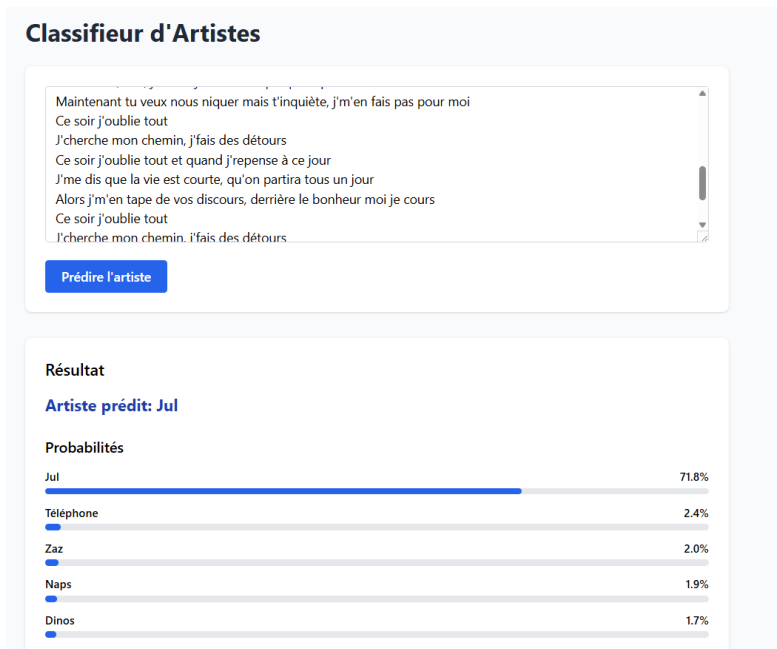 Classifieur d'Artistes
Maintenant tu veux nous niquer mais t'inquiète, j'm'en fais pas pour moi
Ce soir j'oublie tout
J'cherche mon chemin, j'fais des détours
Ce soir j'oublie tout et quand j'repense à ce jour
J'me dis que la vie est courte, qu'on partira tous un jour
Alors j'm'en tape de vos discours, derrière le bonheur moi je cours
Ce soir j'oublie tout
J'cherche mon chemin, j'fais des détours
Prédire l'artiste
Résultat
Artiste prédit: Jul
Probabilités
Jul 71.8%
Téléphone 2.4%
Zaz 2.0%
Naps 1.9%
Dinos 1.7%